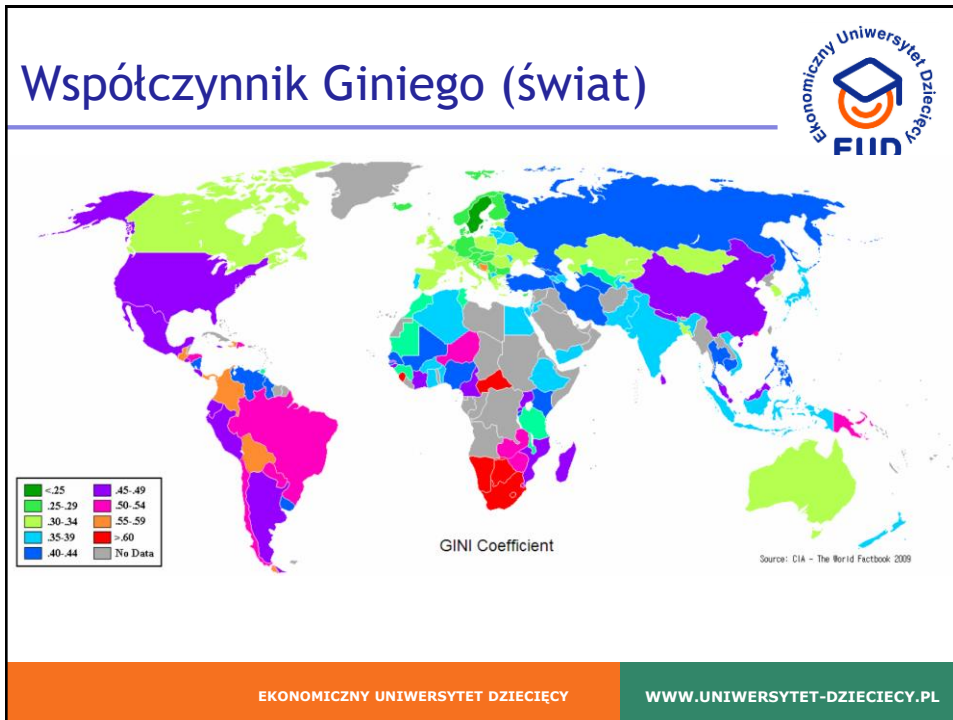 Współczynnik Giniego (świat)
Ekonomiczny Uniwersytet Dziecięcy
EUD
<.25
.25-.29
.30-.34
.35-39
.40-.44
.45-.49
.50-.54
.55-.59
>.60
No Data
GINI Coefficient
Source: CIA - The World Factbook 2009
EKONOMICZNY UNIWERSYTET DZIECIĘCY
WWW.UNIWERSYTET-DZIECIECY.PL